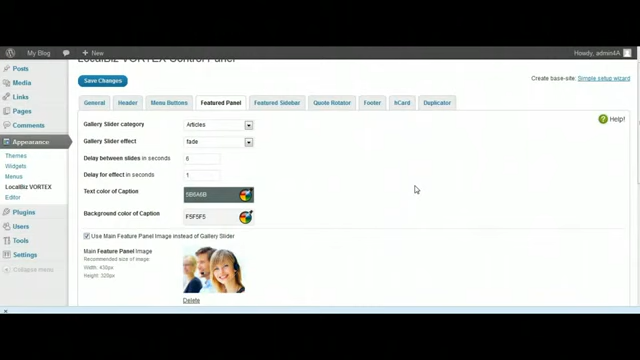 My Blog
New
Howdy, admin4A
LocalBiz VORTEX Control Panel
Save Changes
Create base-site: Simple setup wizard
General
Header
Menu Buttons
Featured Panel
Featured Sidebar
Quote Rotator
Footer
hCard
Duplicator
Posts
Media
Links
Pages
Comments
Appearance
Themes
Widgets
Menus
LocalBiz VORTEX
Editor
Plugins
Users
Tools
Settings
Collapse menu
Help!
Gallery Slider category
Articles
Gallery Slider effect
fade
Delay between slides in seconds
6
Delay for effect in seconds
1
Text color of Caption
Background color of Caption
F5F5F5
Use Main Feature Panel Image instead of Gallery Slider
Main Feature Panel Image
Recommended size of image:
Width: 430px
Height: 320px
Delete